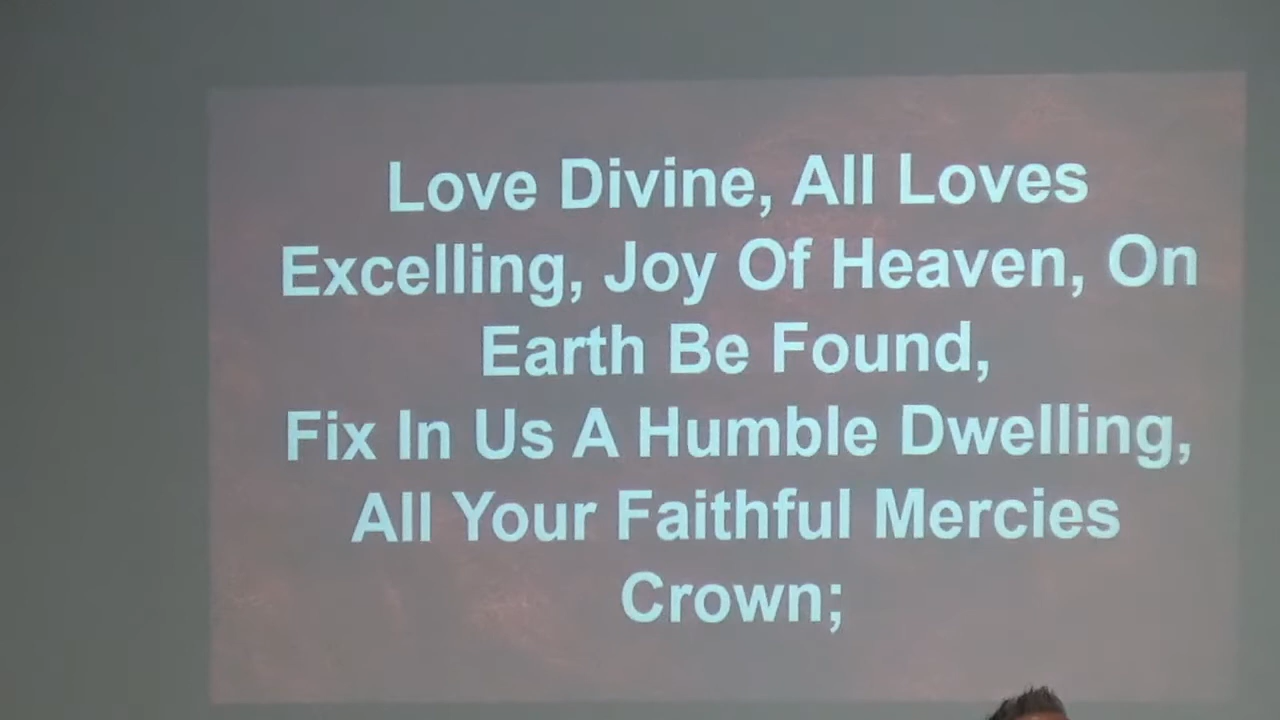 Love Divine, All Loves
Excelling, Joy Of Heaven, On
Earth Be Found,
Fix In Us A Humble Dwelling,
All Your Faithful Mercies
Crown;